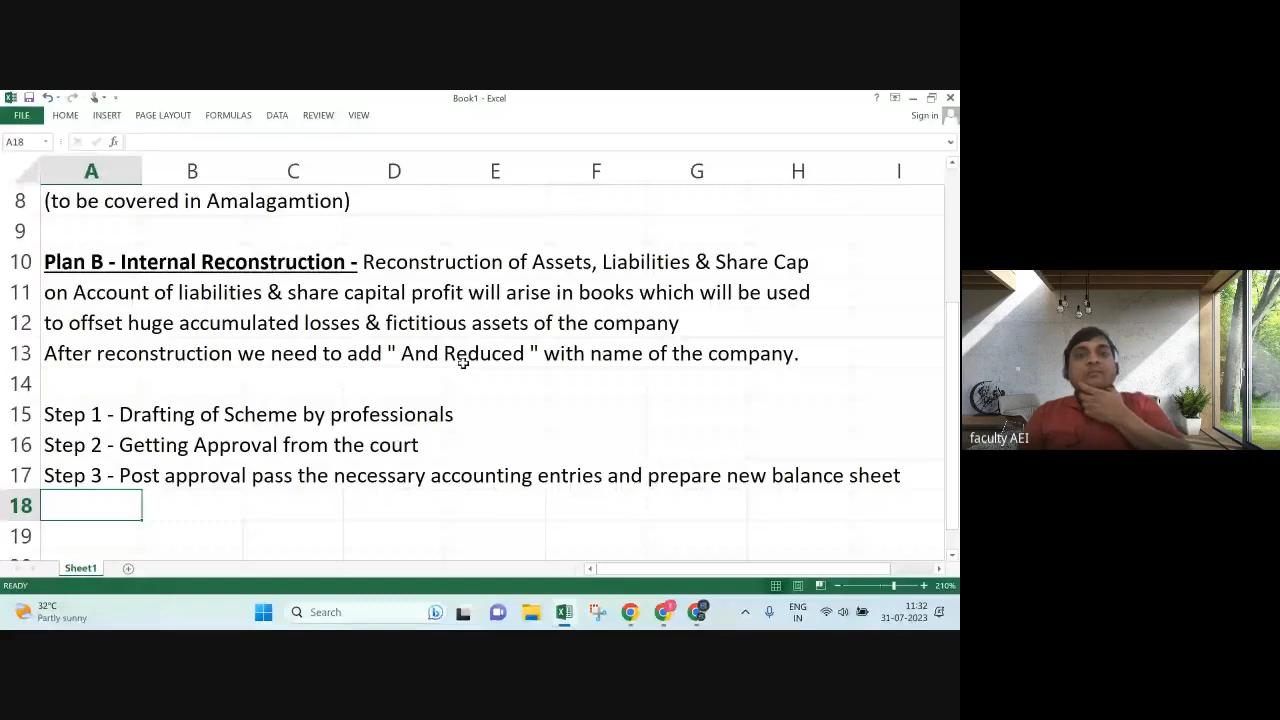 Book1 - Excel
FILE HOME INSERT PAGE LAYOUT FORMULAS DATA REVIEW VIEW
Sign in
A18
A B C D E F G H I
8 (to be covered in Amalagamtion)
9
10 Plan B - Internal Reconstruction - Reconstruction of Assets, Liabilities & Share Cap
11 on Account of liabilities & share capital profit will arise in books which will be used
12 to offset huge accumulated losses & fictitious assets of the company
13 After reconstruction we need to add " And Reduced " with name of the company.
14
15 Step 1 - Drafting of Scheme by professionals
16 Step 2 - Getting Approval from the court
17 Step 3 - Post approval pass the necessary accounting entries and prepare new balance sheet
18
19
faculty AEI
Sheet1
READY
210%
32°C
Partly sunny
Search
ENG
IN
11:32
31-07-2023